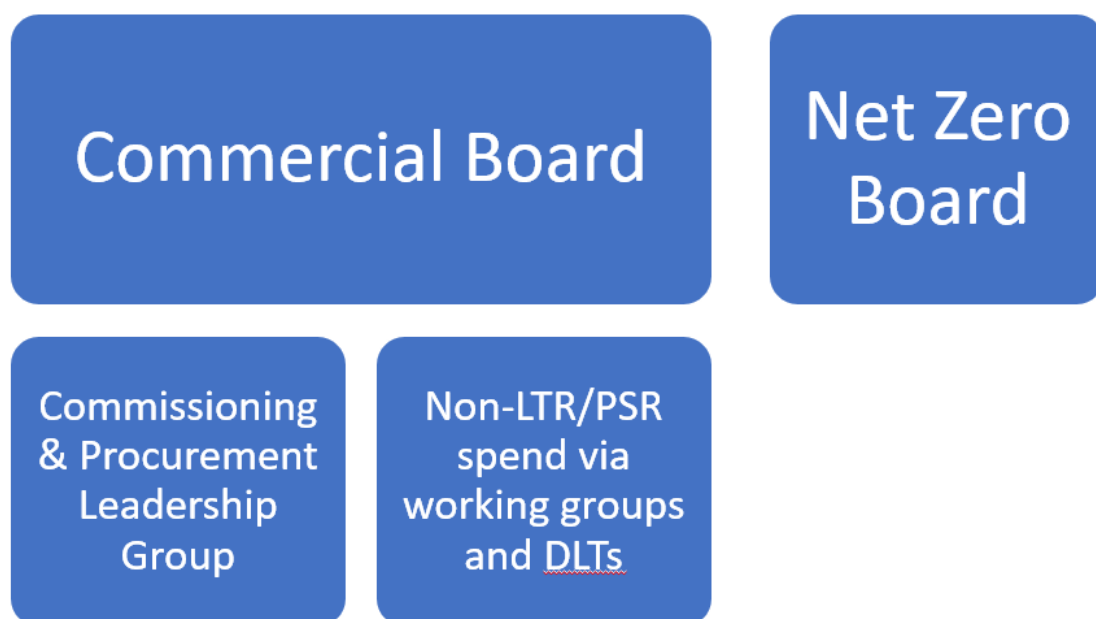 Commercial Board
Net Zero
Board
Commissioning
& Procurement
Leadership
Group
Non-LTR/PSR
spend via
working groups
and DLTs